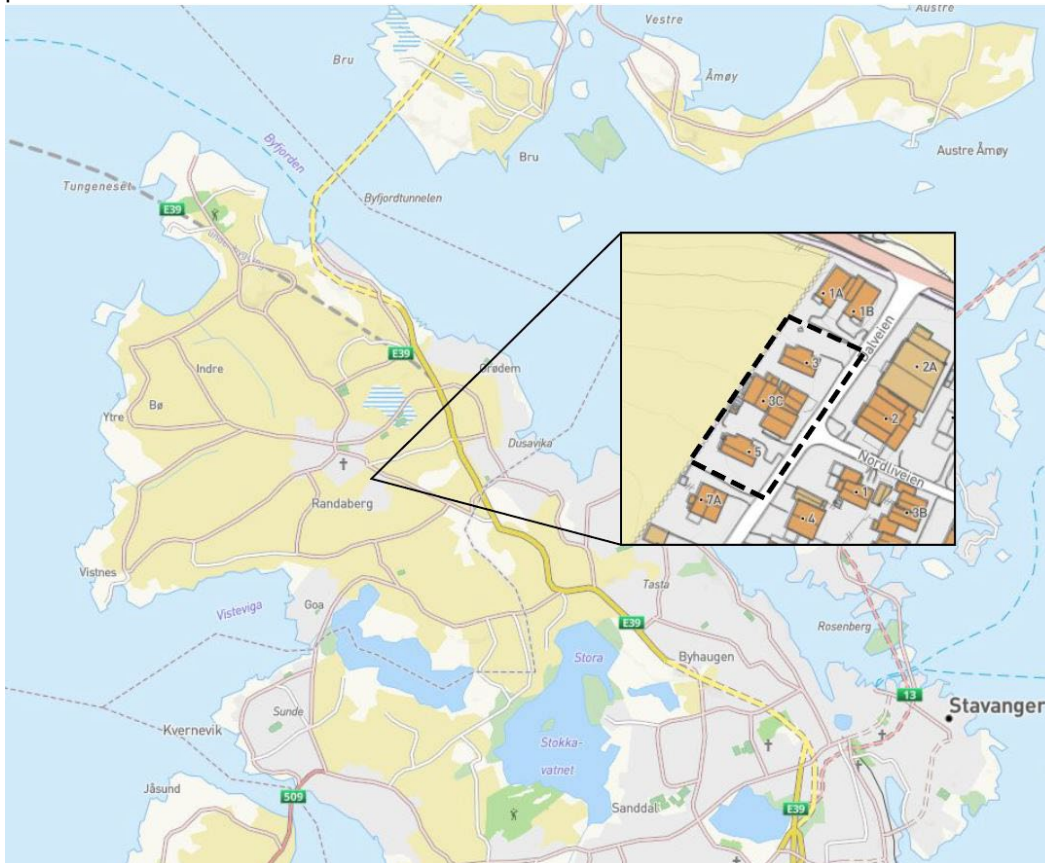 Bru
Vestre
Austre
Åmøy
Byfjorden
Bru
Austre Åmøy
Tungeneset
E39
Byfjordtunnelen
1A
1B
3
2A
E39
Grødem
Indre
3C
2
Bø
Ytre
5
Nordliveien
Dusavika
7A
1
4
3B
Randaberg
Vistnes
Visteviga
Goa
Tasta
Rosenberg
E39
Byhaugen
Stora
13
Stavanger
Sunde
Kvernevik
Stokka-
vatnet
Jåsund
509
Sanddal
E39